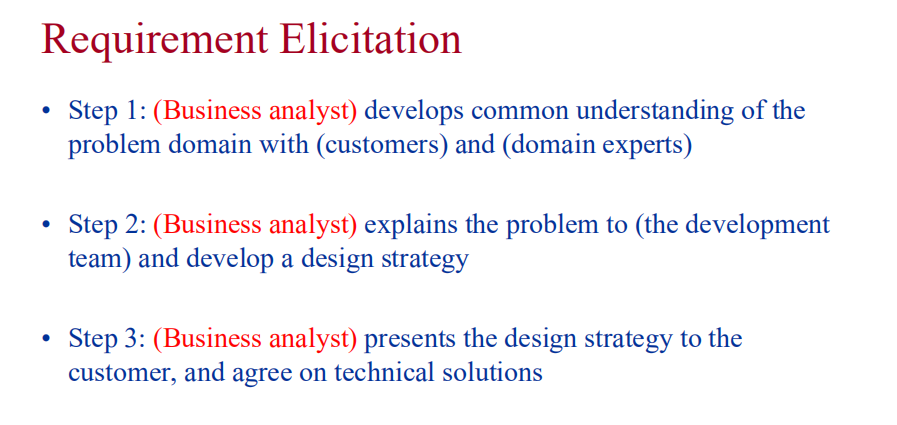 Requirement Elicitation
• Step 1: (Business analyst) develops common understanding of the
problem domain with (customers) and (domain experts)
• Step 2: (Business analyst) explains the problem to (the development
team) and develop a design strategy
• Step 3: (Business analyst) presents the design strategy to the
customer, and agree on technical solutions